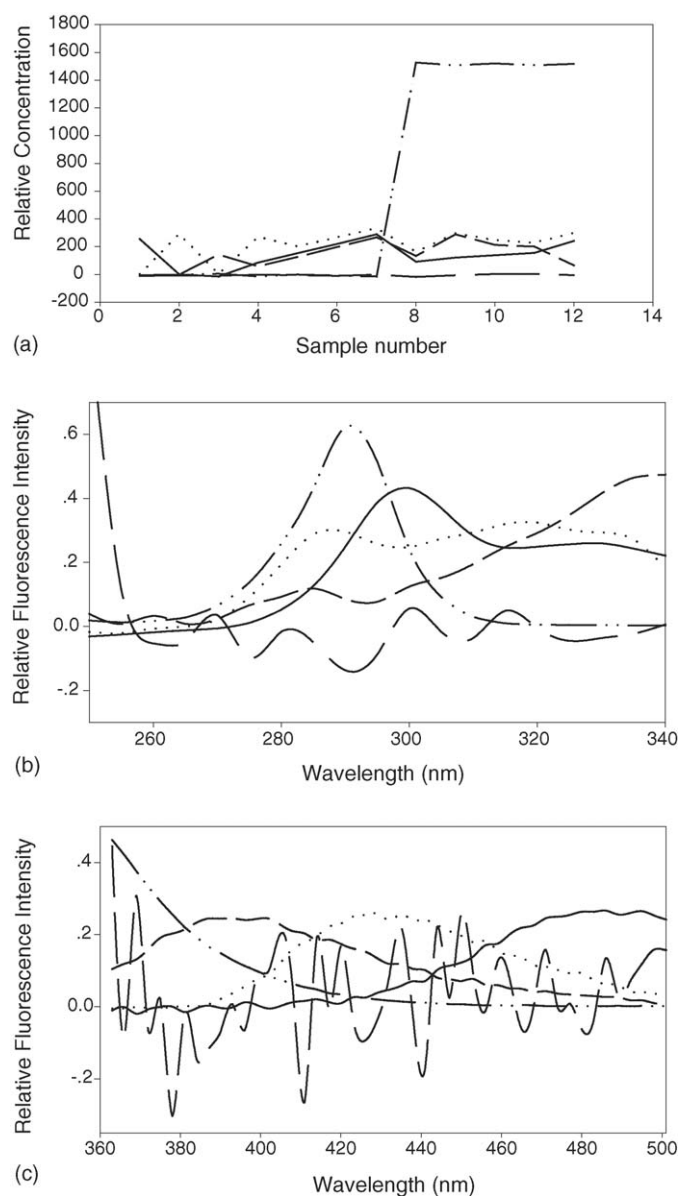 1800
1600
1400
1200
1000
800
600
400
200
0
-200
Relative Concentration
0 2 4 6 8 10 12 14
Sample number
(a)
.6
.4
.2
0.0
-.2
Relative Fluorescence Intensity
260 280 300 320 340
Wavelength (nm)
(b)
.4
.2
0.0
-.2
Relative Fluorescence Intensity
360 380 400 420 440 460 480 500
Wavelength (nm)
(c)